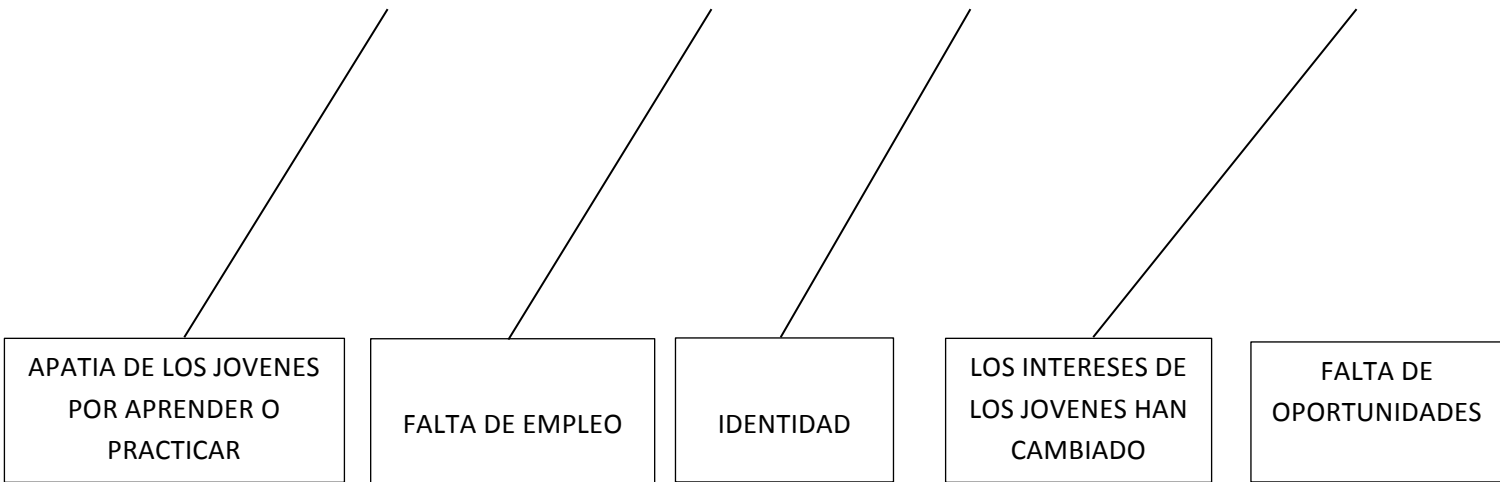 APATIA DE LOS JOVENES
POR APRENDER O
PRACTICAR
FALTA DE EMPLEO
IDENTIDAD
LOS INTERESES DE
LOS JOVENES HAN
CAMBIADO
FALTA DE
OPORTUNIDADES